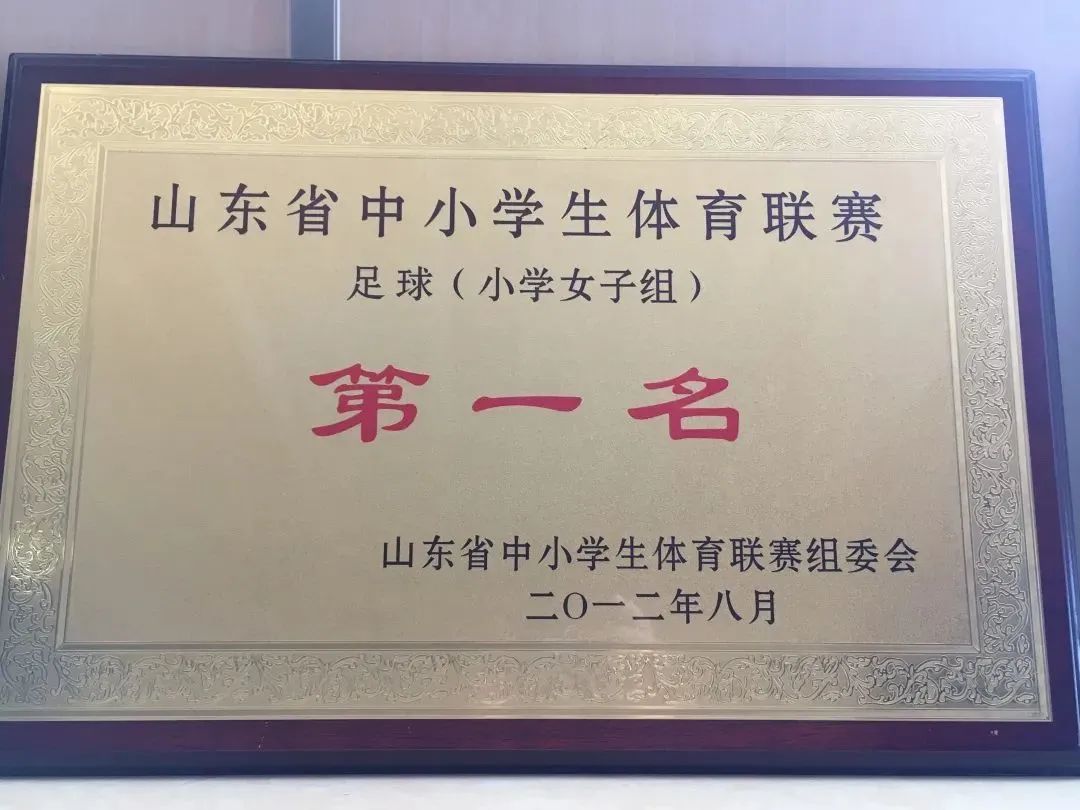 山东省中小学生体育联赛
足球（小学女子组）
第一名
山东省中小学生体育联赛组委会
二〇一二年八月